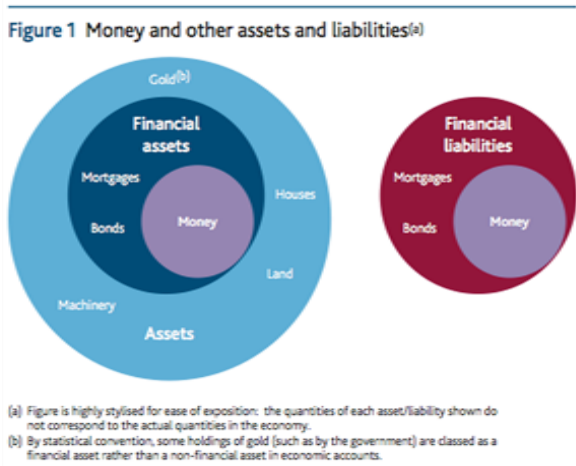 Figure 1 Money and other assets and liabilities(a)
Gold(b)
Financial
assets
Mortgages
Houses
Bonds
Money
Land
Machinery
Assets
Financial
liabilities
Mortgages
Bonds
Money
(a) Figure is highly stylised for ease of exposition: the quantities of each asset/liability shown do
not correspond to the actual quantities in the economy.
(b) By statistical convention, some holdings of gold (such as by the government) are classed as a
financial asset rather than a non-financial asset in economic accounts.